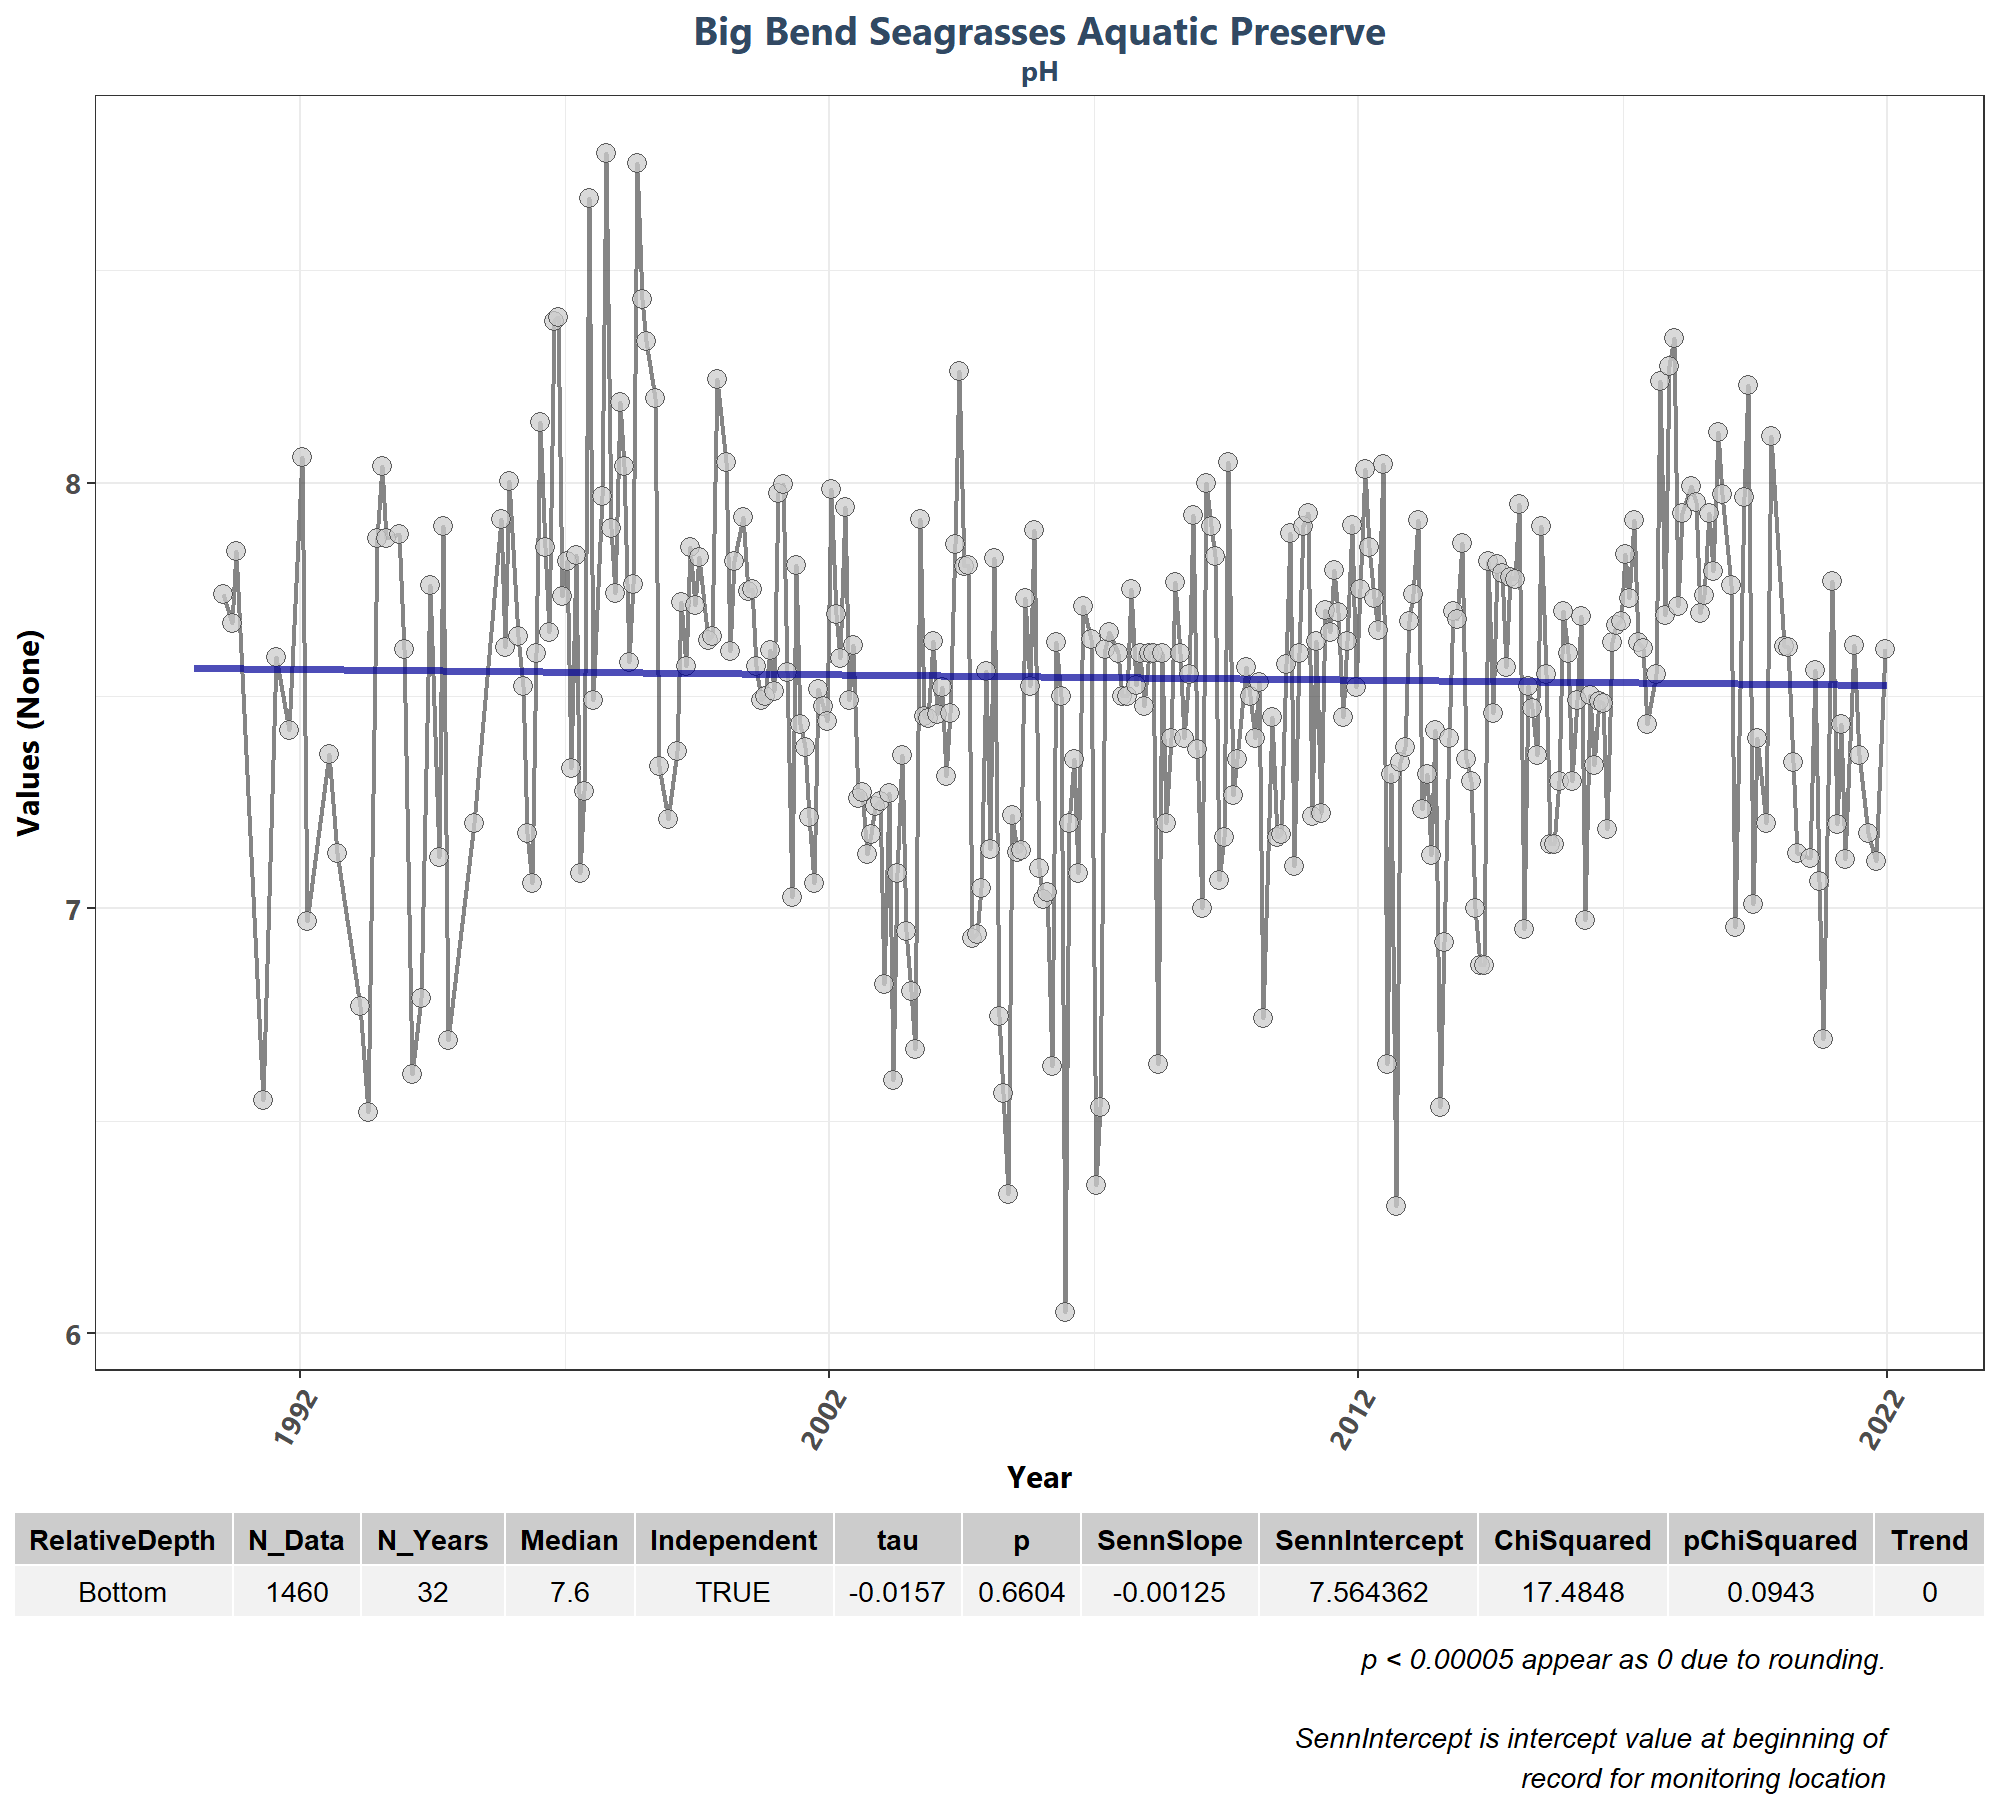 Big Bend Seagrasses Aquatic Preserve
pH
Values (None)
8
7
6
1992
2002
2012
2022
Year
RelativeDepth N_Data N_Years Median Independent tau p SennSlope SennIntercept ChiSquared pChiSquared Trend
Bottom 1460 32 7.6 TRUE -0.0157 0.6604 -0.00125 7.564362 17.4848 0.0943 0
p < 0.00005 appear as 0 due to rounding.
SennIntercept is intercept value at beginning of
record for monitoring location